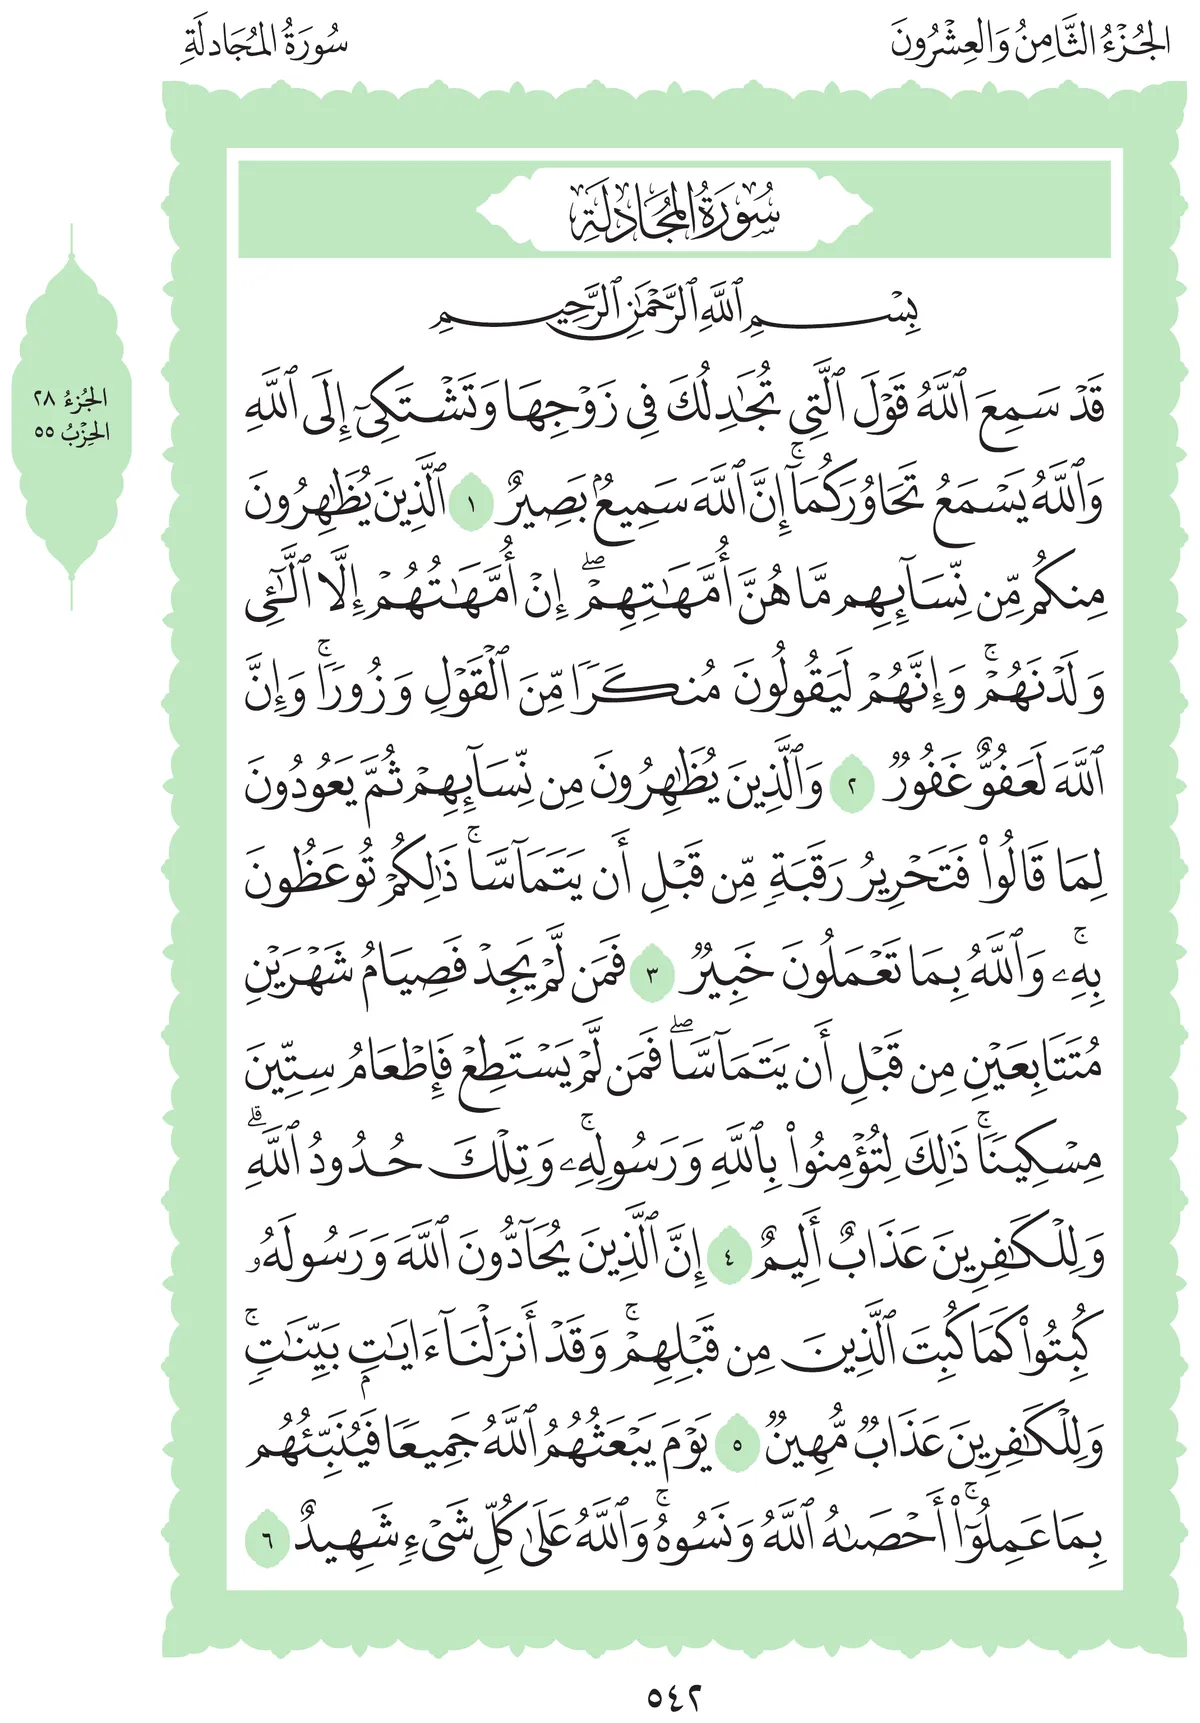 الجُزْءُ الثَّامِنُ وَالعِشْرُونَ
سُورَةُ المُجَادلَةِ
سُورَةُ المُجَادلَةِ
بِسْمِ ٱللَّهِ ٱلرَّحْمَٰنِ ٱلرَّحِيمِ
قَدْ سَمِعَ ٱللَّهُ قَوْلَ ٱلَّتِى تُجَٰدِلُكَ فِى زَوْجِهَا وَتَشْتَكِىٓ إِلَى ٱللَّهِ
وَٱللَّهُ يَسْمَعُ تَحَاوُرَكُمَآ ۚ إِنَّ ٱللَّهَ سَمِيعٌۢ بَصِيرٌ ١ ٱلَّذِينَ يُظَٰهِرُونَ
مِنكُم مِّن نِّسَآئِهِم مَّا هُنَّ أُمَّهَٰتِهِمْ ۖ إِنْ أُمَّهَٰتُهُمْ إِلَّا ٱلَّٰٓـِٔى
وَلَدْنَهُمْ ۚ وَإِنَّهُمْ لَيَقُولُونَ مُنكَرًا مِّنَ ٱلْقَوْلِ وَزُورًا ۚ وَإِنَّ
ٱللَّهَ لَعَفُوٌّ غَفُورٌ ٢ وَٱلَّذِينَ يُظَٰهِرُونَ مِن نِّسَآئِهِمْ ثُمَّ يَعُودُونَ
لِمَا قَالُوا۟ فَتَحْرِيرُ رَقَبَةٍ مِّن قَبْلِ أَن يَتَمَآسَّا ۚ ذَٰلِكُمْ تُوعَظُونَ
بِهِۦ ۚ وَٱللَّهُ بِمَا تَعْمَلُونَ خَبِيرٌ ٣ فَمَن لَّمْ يَجِدْ فَصِيَامُ شَهْرَيْنِ
مُتَتَابِعَيْنِ مِن قَبْلِ أَن يَتَمَآسَّا ۖ فَمَن لَّمْ يَسْتَطِعْ فَإِطْعَامُ سِتِّينَ
مِسْكِينًا ۚ ذَٰلِكَ لِتُؤْمِنُوا۟ بِٱللَّهِ وَرَسُولِهِۦ ۚ وَتِلْكَ حُدُودُ ٱللَّهِ ۗ
وَلِلْكَٰفِرِينَ عَذَابٌ أَلِيمٌ ٤ إِنَّ ٱلَّذِينَ يُحَآدُّونَ ٱللَّهَ وَرَسُولَهُۥ
كُبِتُوا۟ كَمَا كُبِتَ ٱلَّذِينَ مِن قَبْلِهِمْ ۚ وَقَدْ أَنزَلْنَآ ءَايَٰتٍۭ بَيِّنَٰتٍ ۚ
وَلِلْكَٰفِرِينَ عَذَابٌ مُّهِينٌ ٥ يَوْمَ يَبْعَثُهُمُ ٱللَّهُ جَمِيعًا فَيُنَبِّئُهُم
بِمَا عَمِلُوٓا۟ ۚ أَحْصَىٰهُ ٱللَّهُ وَنَسُوهُ ۚ وَٱللَّهُ عَلَىٰ كُلِّ شَىْءٍ شَهِيدٌ ٦
الجُزءُ ٢٨
الحِزْبُ ٥٥
٥٤٢